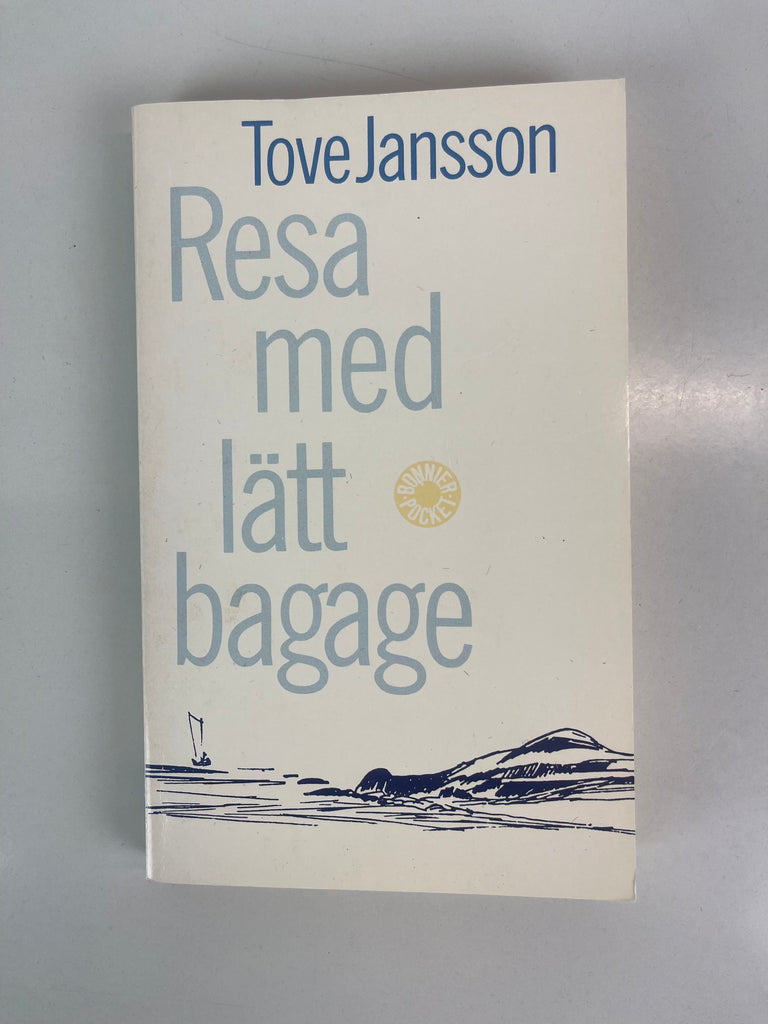 Tove Jansson
Resa
med
lätt
bagage
BONNIER
POCKET